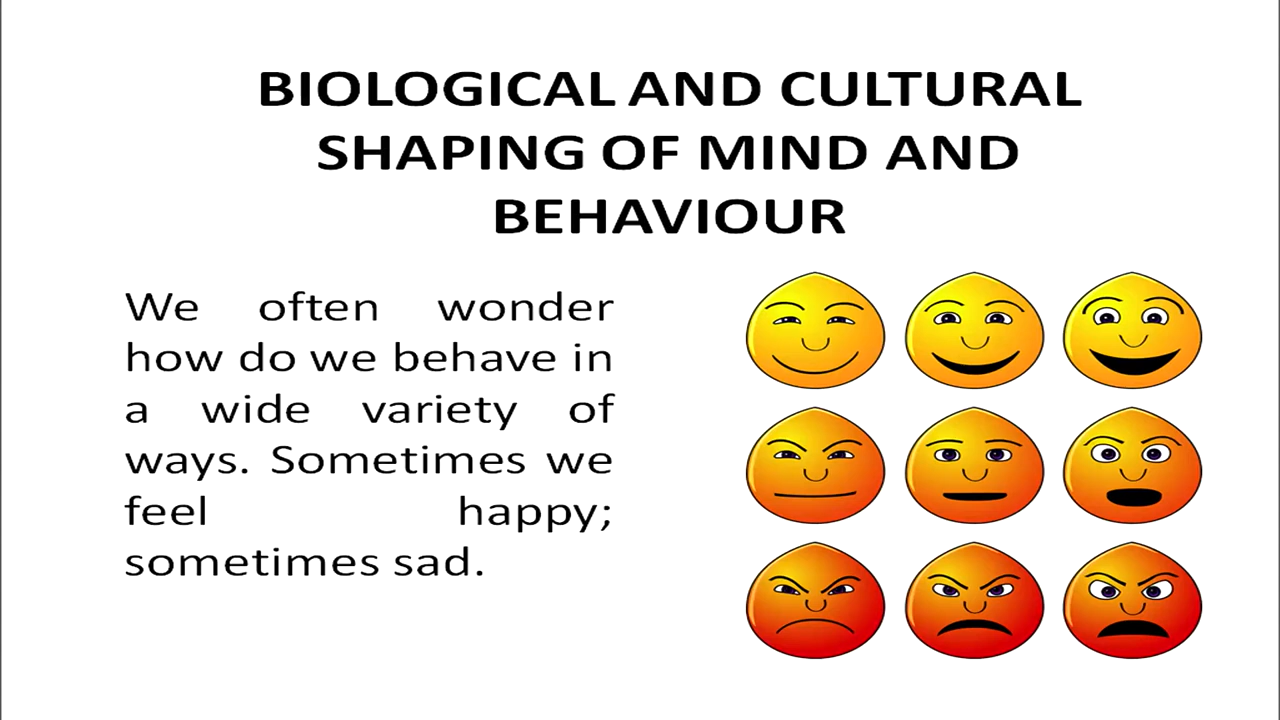 BIOLOGICAL AND CULTURAL
SHAPING OF MIND AND
BEHAVIOUR
We often wonder
how do we behave in
a wide variety of
ways. Sometimes we
feel happy;
sometimes sad.